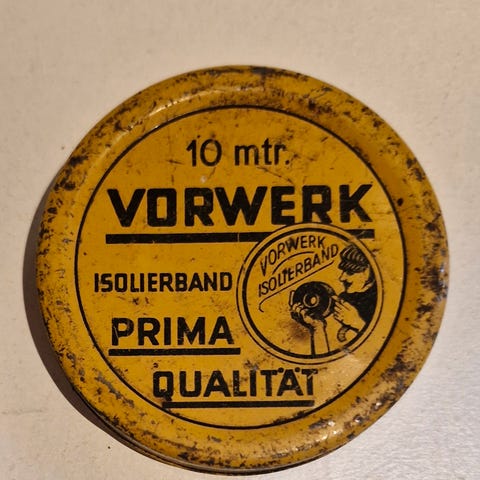 10 mtr.
VORWERK
VORWERK
ISOLIERBAND
ISOLIERBAND
PRIMA
QUALITÄT